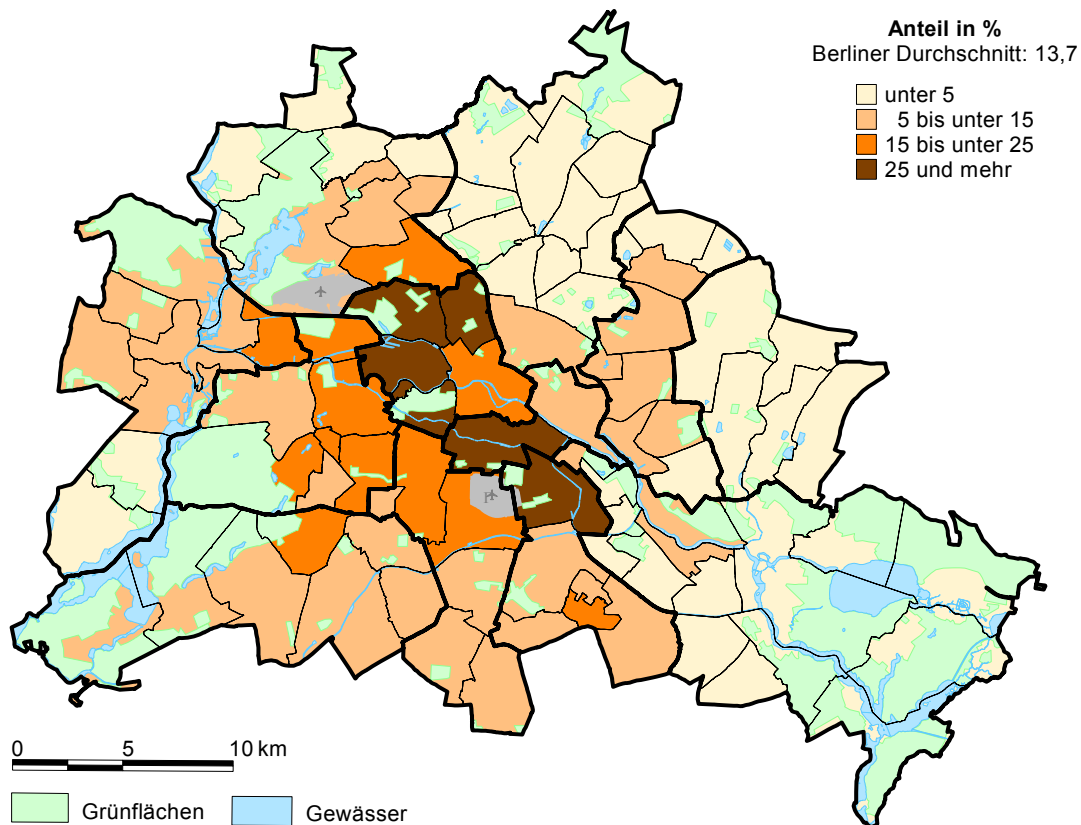 Anteil in %
Berliner Durchschnitt: 13,7
unter 5
5 bis unter 15
15 bis unter 25
25 und mehr
0 5 10 km
Grünflächen Gewässer